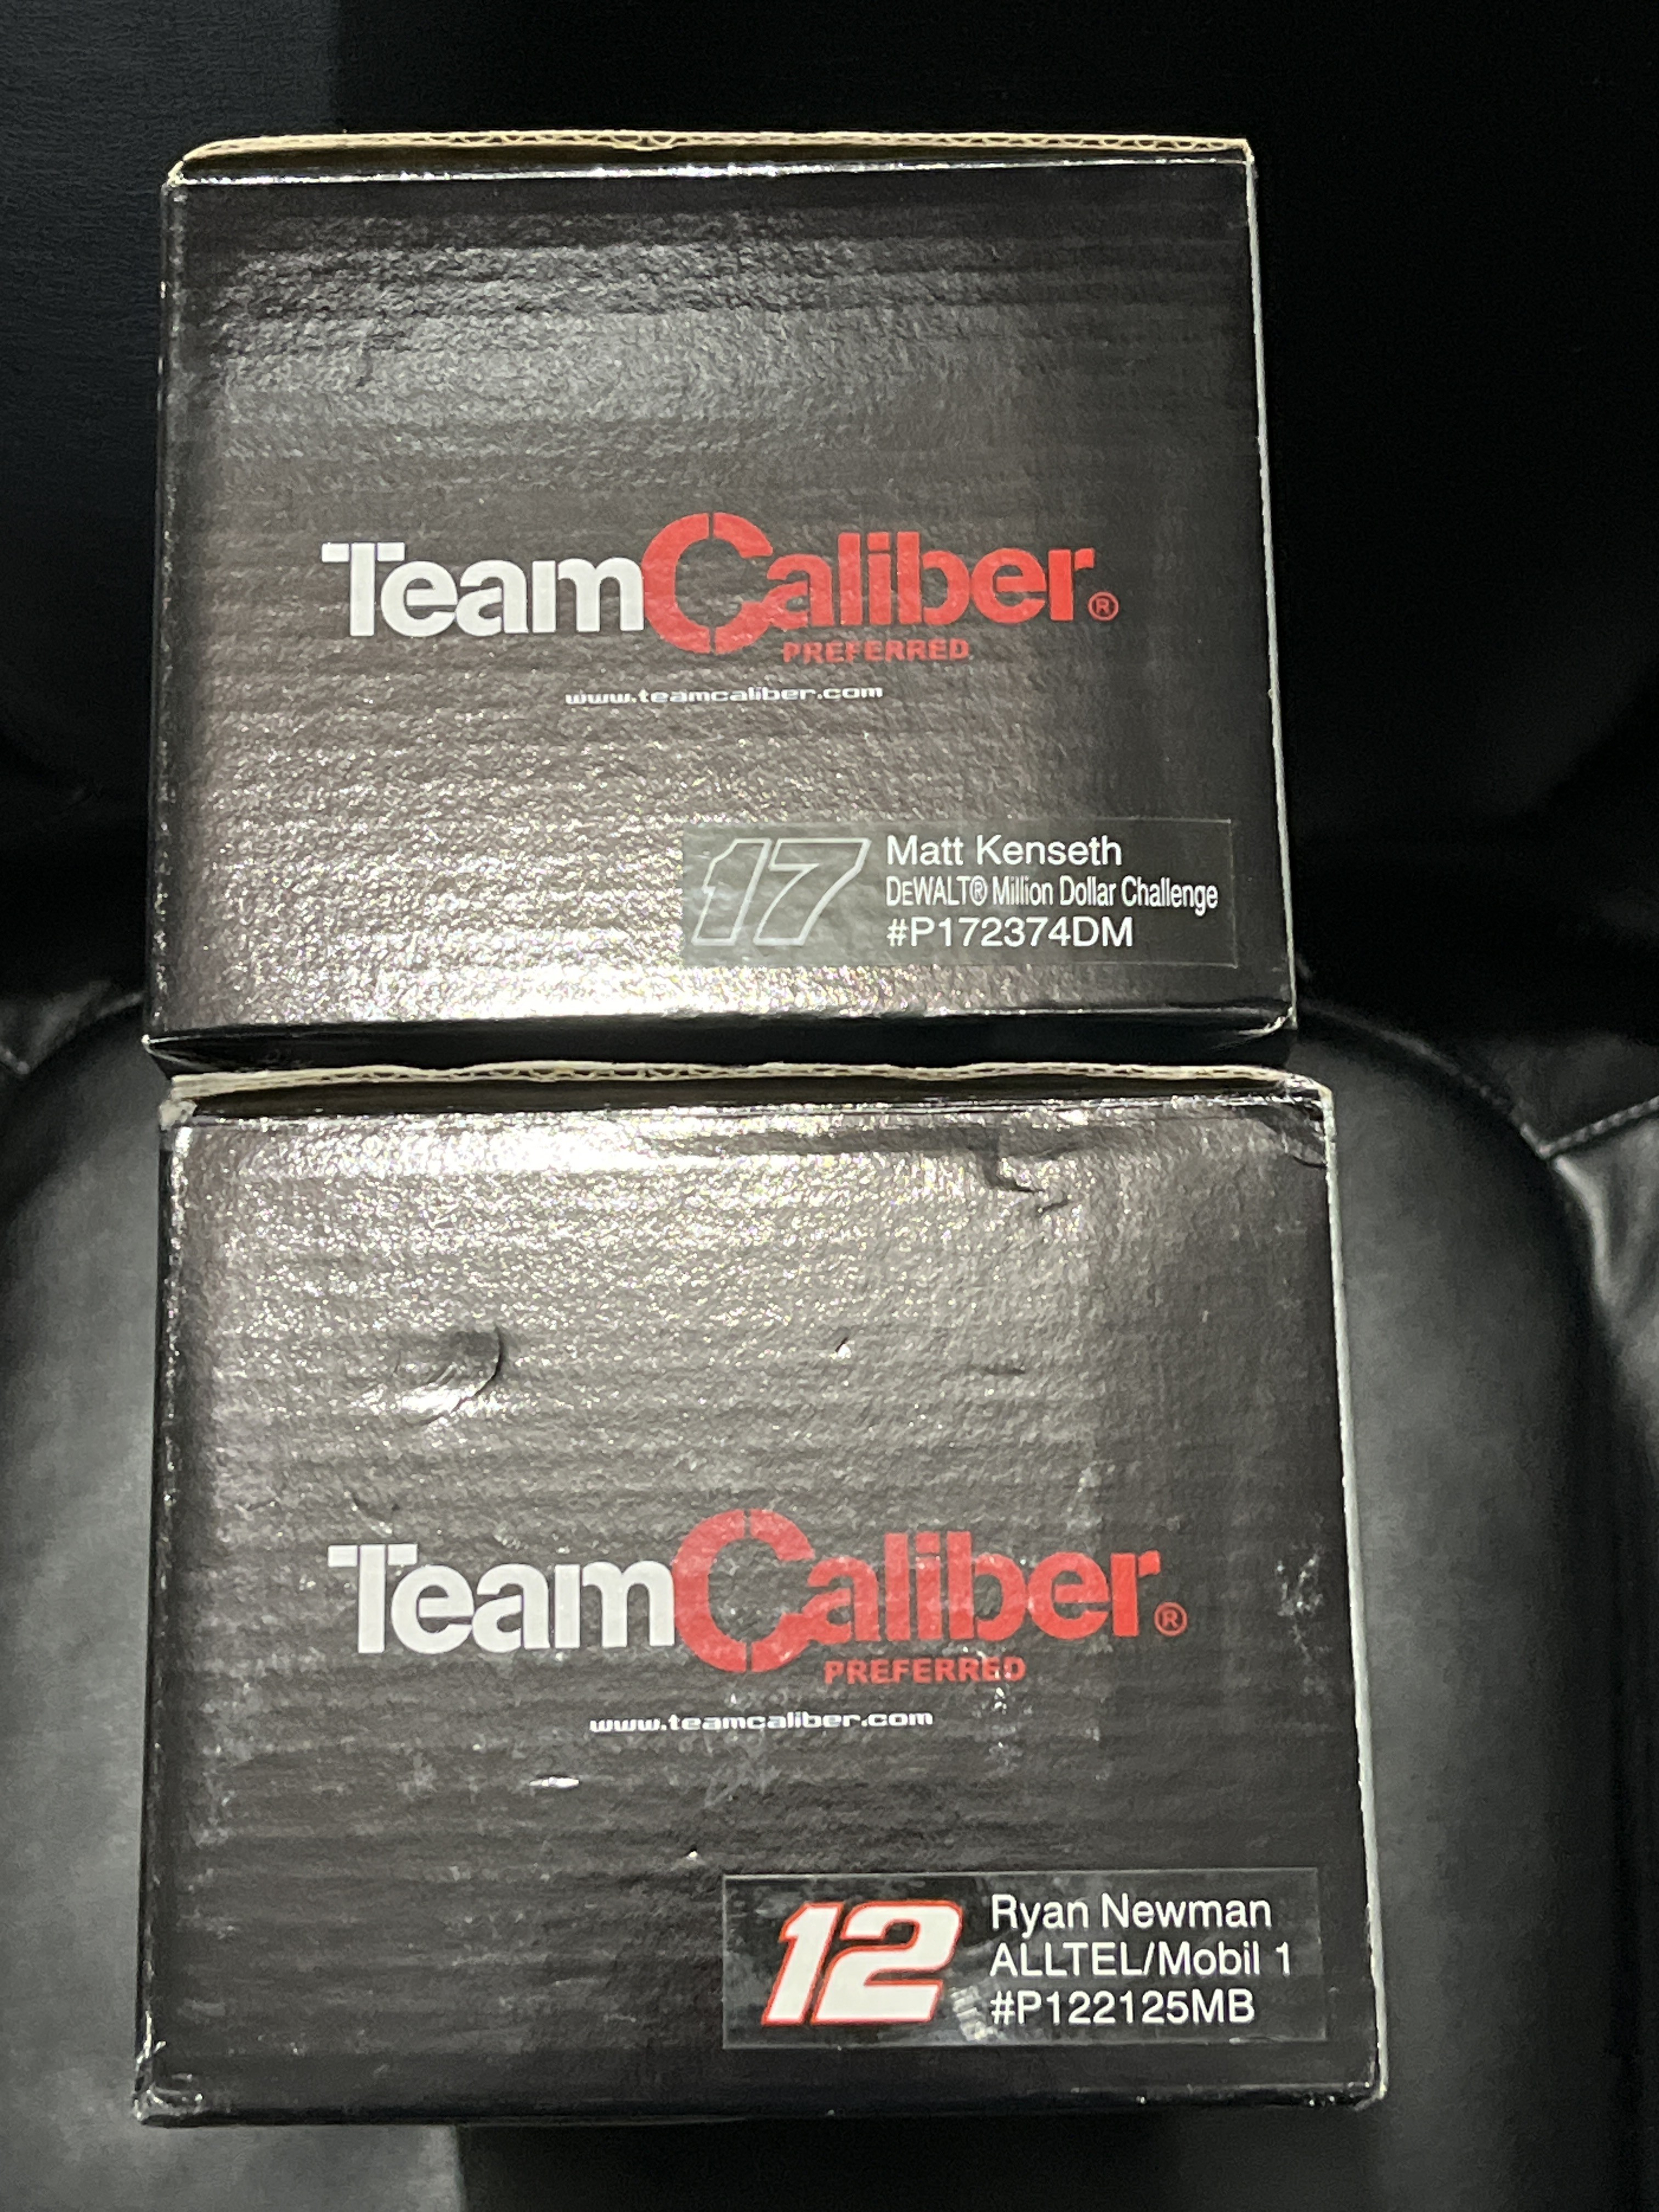 TeamCaliber®
PREFERRED
www.teamcaliber.com
17
Matt Kenseth
DEWALT® Million Dollar Challenge
#P172374DM
TeamCaliber®
PREFERRED
www.teamcaliber.com
12
Ryan Newman
ALLTEL/Mobil 1
#P122125MB